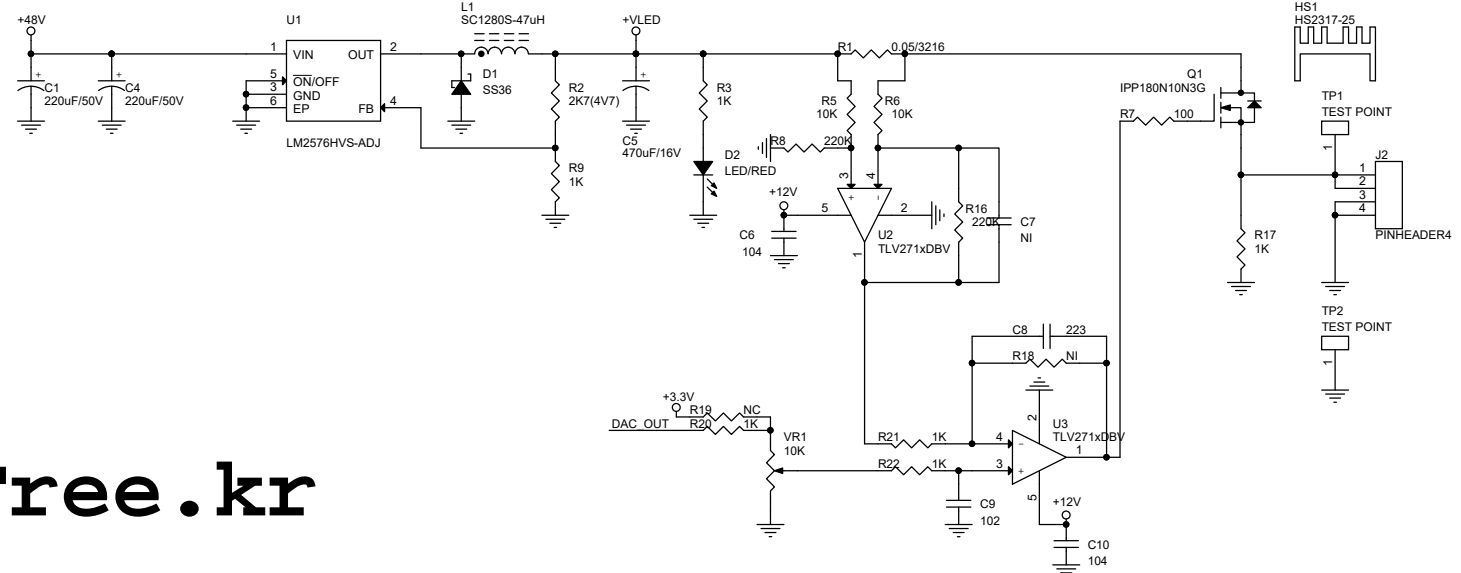 +48V
C1
220uF/50V
C4
220uF/50V
U1
1
VIN
OUT
2
5
ON/OFF
3
GND
6
EP
FB
4
LM2576HVS-ADJ
L1
SC1280S-47uH
D1
SS36
R2
2K7(4V7)
R9
1K
+VLED
C5
470uF/16V
R3
1K
D2
LED/RED
R1
0.05/3216
R5
10K
R6
10K
R8
220K
3
4
+
-
+12V
5
2
C6
104
U2
TLV271xDBV
1
R16
220K
C7
NI
Q1
IPP180N10N3G
R7
100
R17
1K
HS1
HS2317-25
TP1
TEST POINT
1
J2
1
2
3
4
PINHEADER4
TP2
TEST POINT
1
C8
223
R18
NI
+3.3V
R19
NC
DAC_OUT
R20
1K
VR1
10K
R21
1K
4
R22
1K
3
-
+
2
U3
TLV271xDBV
1
5
C9
102
+12V
C10
104
ree.kr